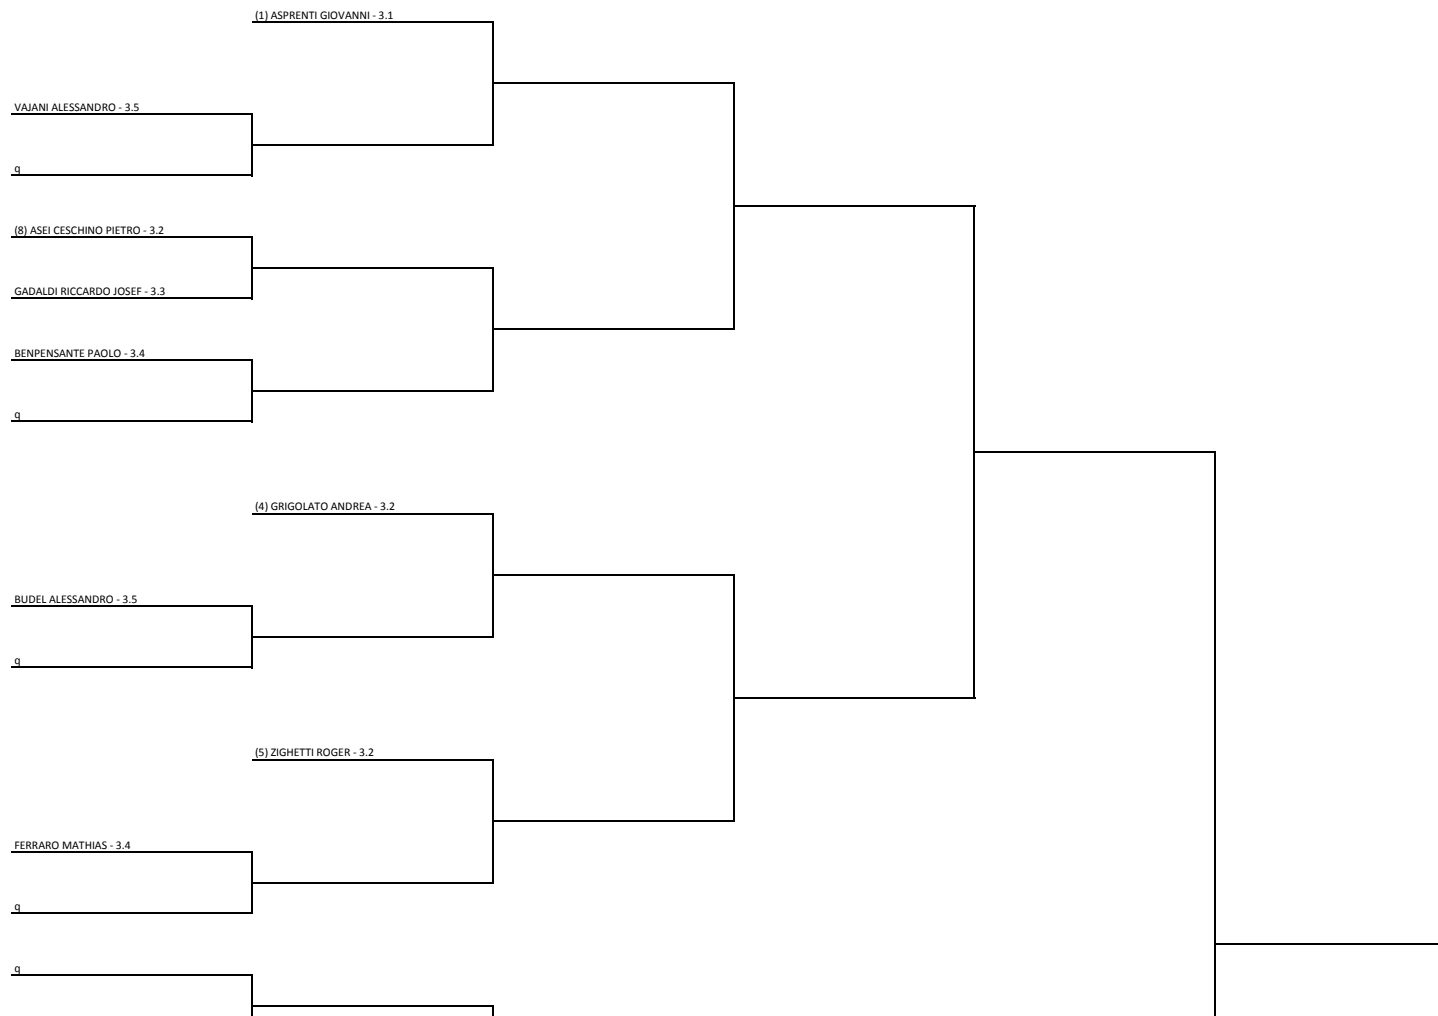 (1) ASPRENTI GIOVANNI - 3.1
VAJANI ALESSANDRO - 3.5
q
(8) ASEI CESCHINO PIETRO - 3.2
GADALDI RICCARDO JOSEF - 3.3
BENPENSANTE PAOLO - 3.4
q
(4) GRIGOLATO ANDREA - 3.2
BUDEL ALESSANDRO - 3.5
q
(5) ZIGHETTI ROGER - 3.2
FERRARO MATHIAS - 3.4
q
q